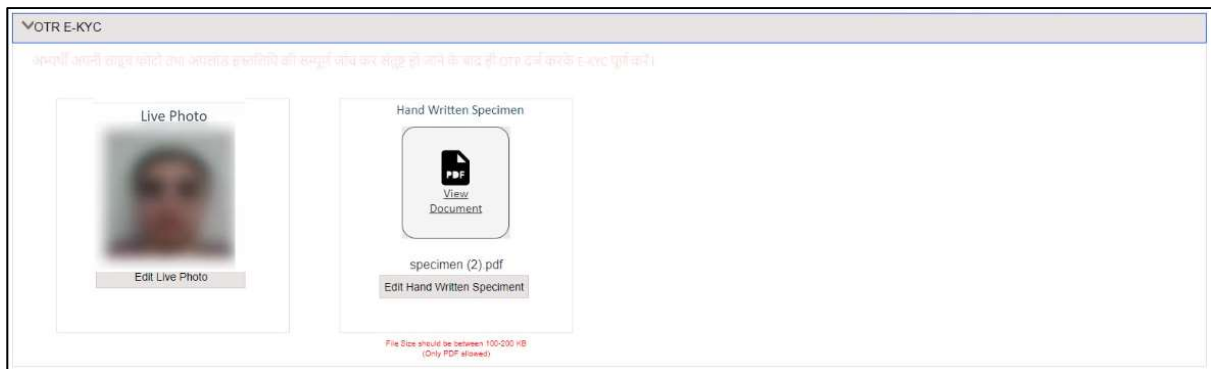 OTR E-KYC
अभ्यर्थी अपनी लाइव फोटो तथा अपलोड हस्तलिपि की सम्पूर्ण जाँच कर संतुष्ट हो जाने के बाद ही OTP दर्ज करके E-KYC पूर्ण करें।
Live Photo
Edit Live Photo
Hand Written Specimen
PDF
View
Document
specimen (2).pdf
Edit Hand Written Speciment
File Size should be between 100-200 KB
(Only PDF allowed)